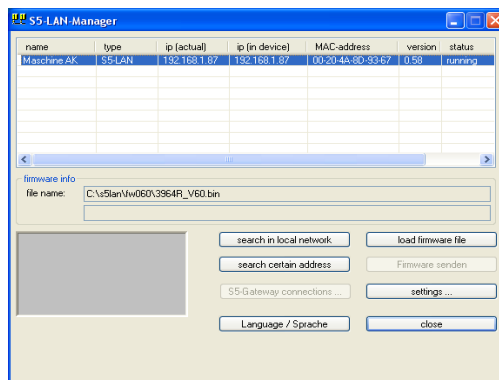 S5-LAN-Manager
name type ip (actual) ip (in device) MAC-address version status
Maschine AK S5-LAN 192.168.1.87 192.168.1.87 00-20-4A-8D-93-67 0.58 running
firmware info
file name: C:\s5lan\fw060\3964R_V60.bin
search in local network load firmware file
search certain address Firmware senden
S5-Gateway connections ... settings ...
Language / Sprache close